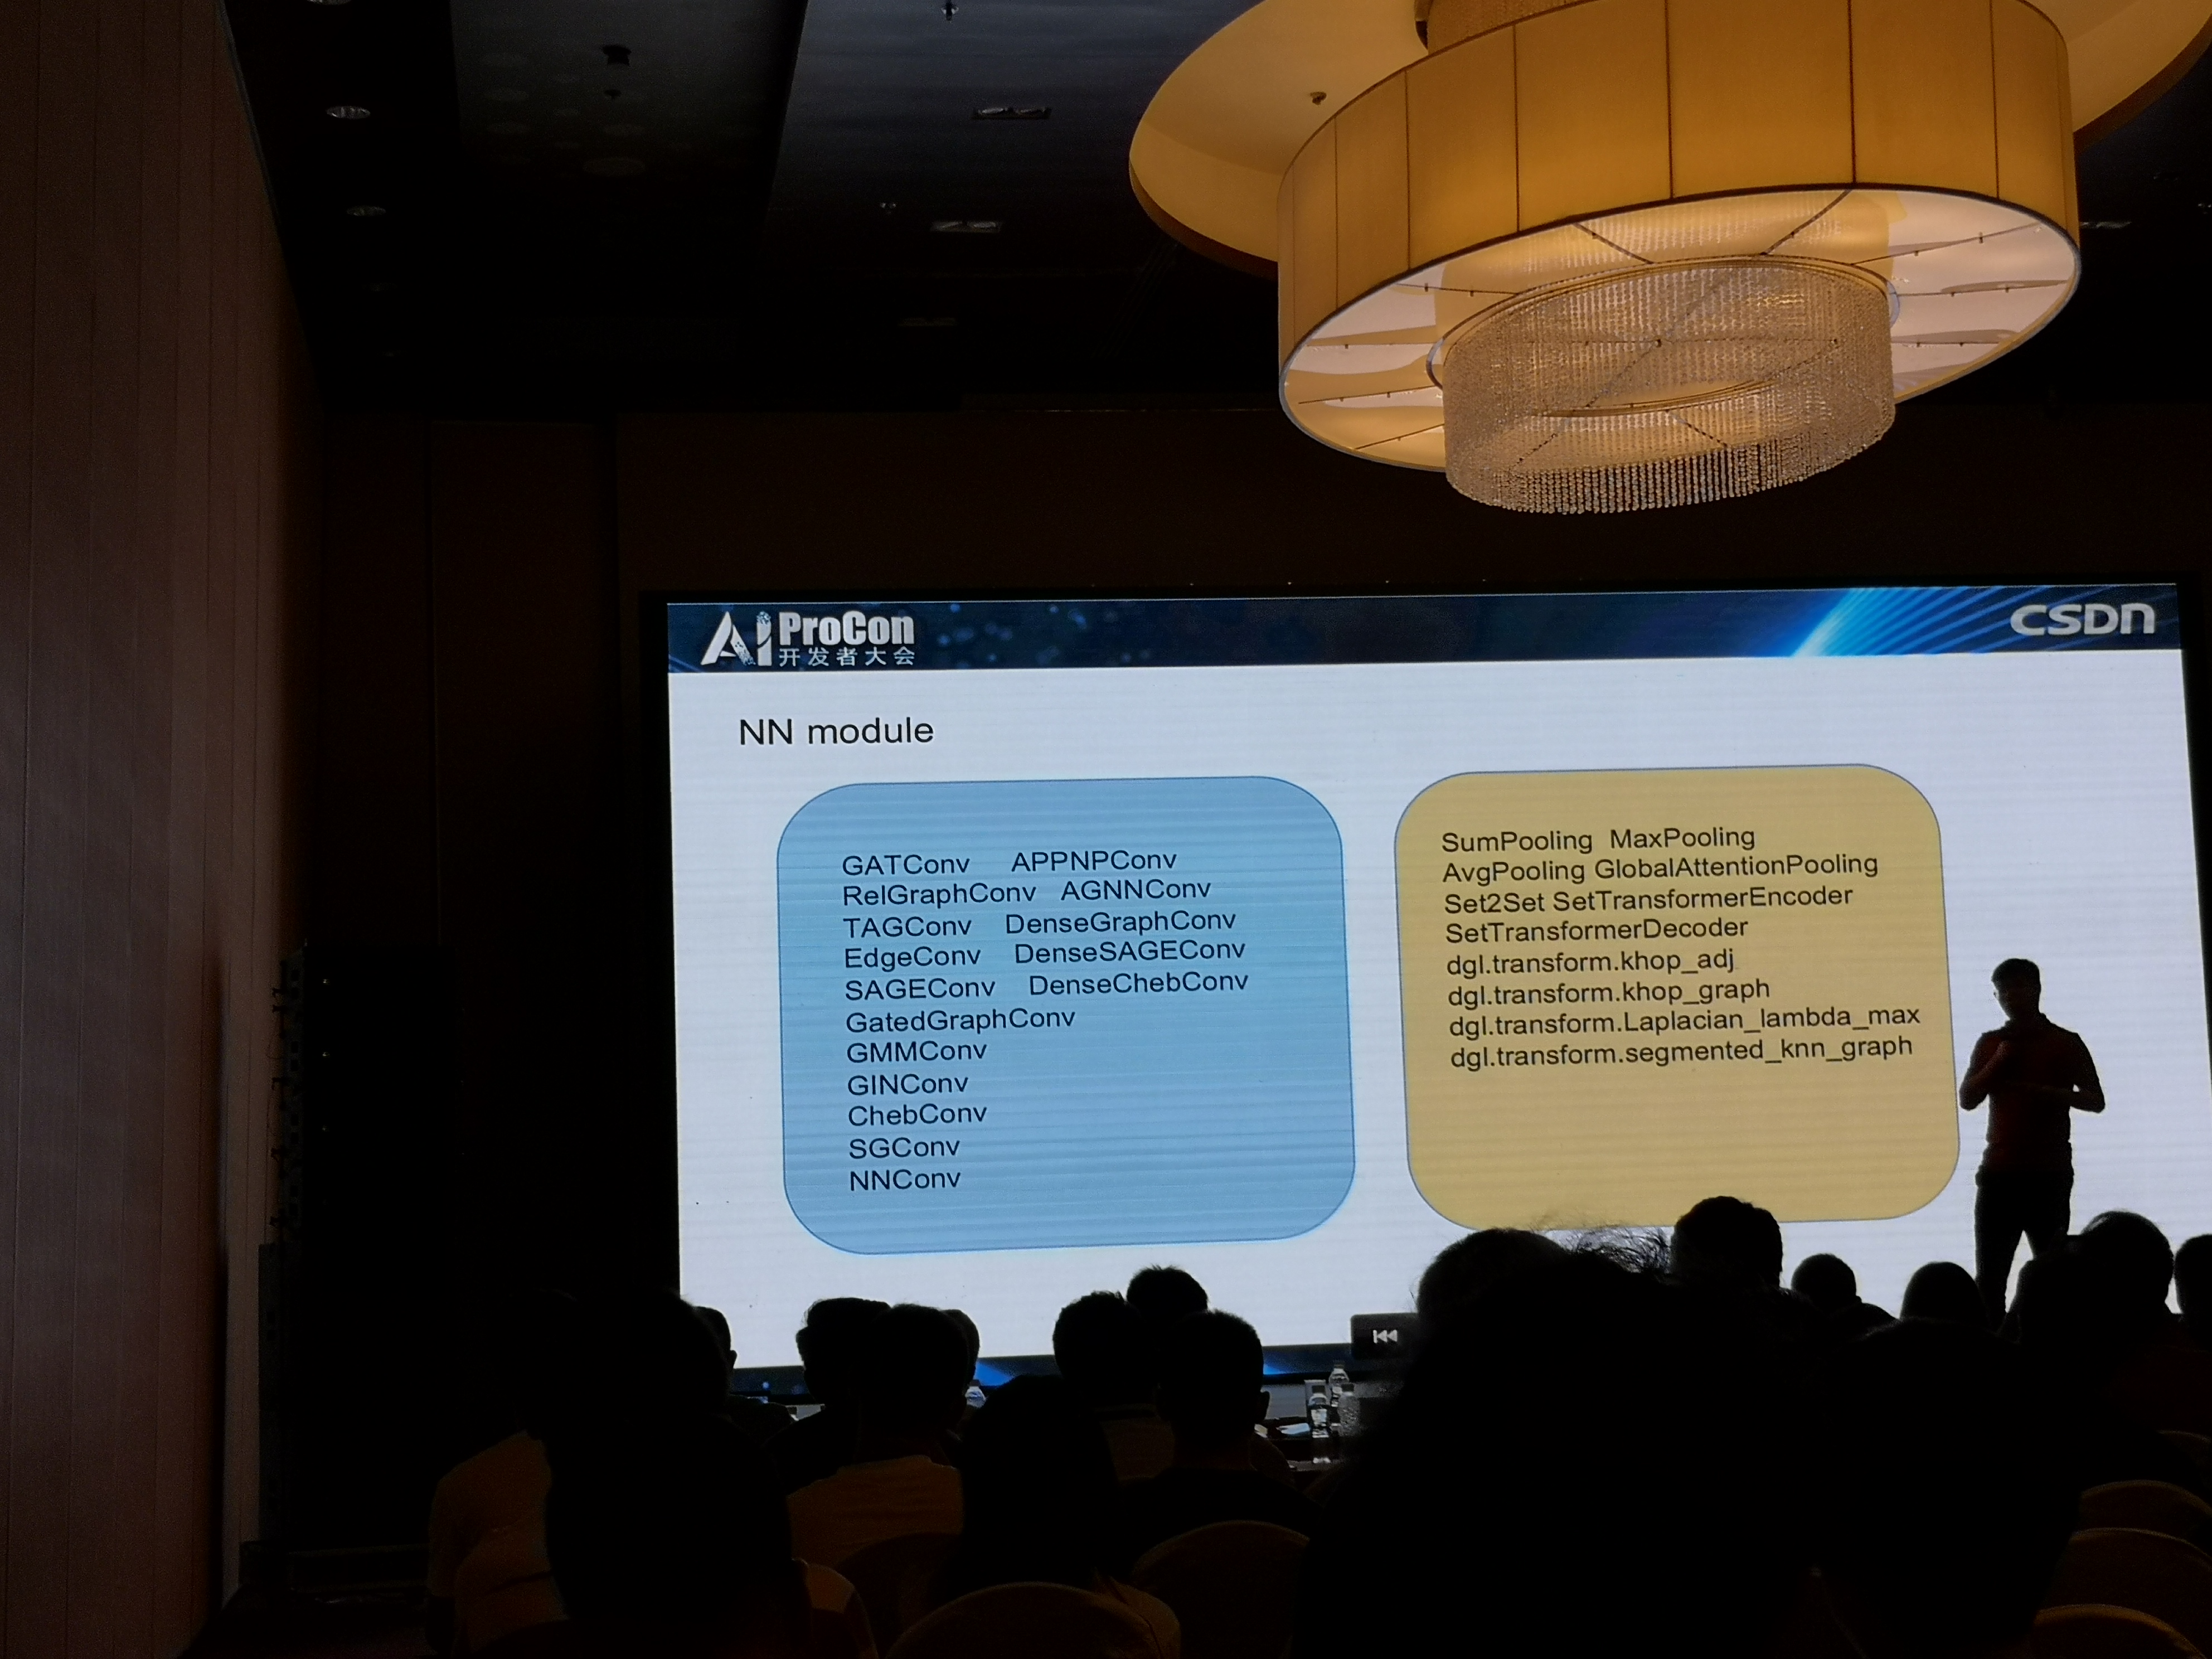 AI ProCon
开发者大会
CSDN
NN module
GATConv APPNPConv
RelGraphConv AGNNConv
TAGConv DenseGraphConv
EdgeConv DenseSAGEConv
SAGEConv DenseChebConv
GatedGraphConv
GMMConv
GINConv
ChebConv
SGConv
NNConv
SumPooling MaxPooling
AvgPooling GlobalAttentionPooling
Set2Set SetTransformerEncoder
SetTransformerDecoder
dgl.transform.khop_adj
dgl.transform.khop_graph
dgl.transform.Laplacian_lambda_max
dgl.transform.segmented_knn_graph